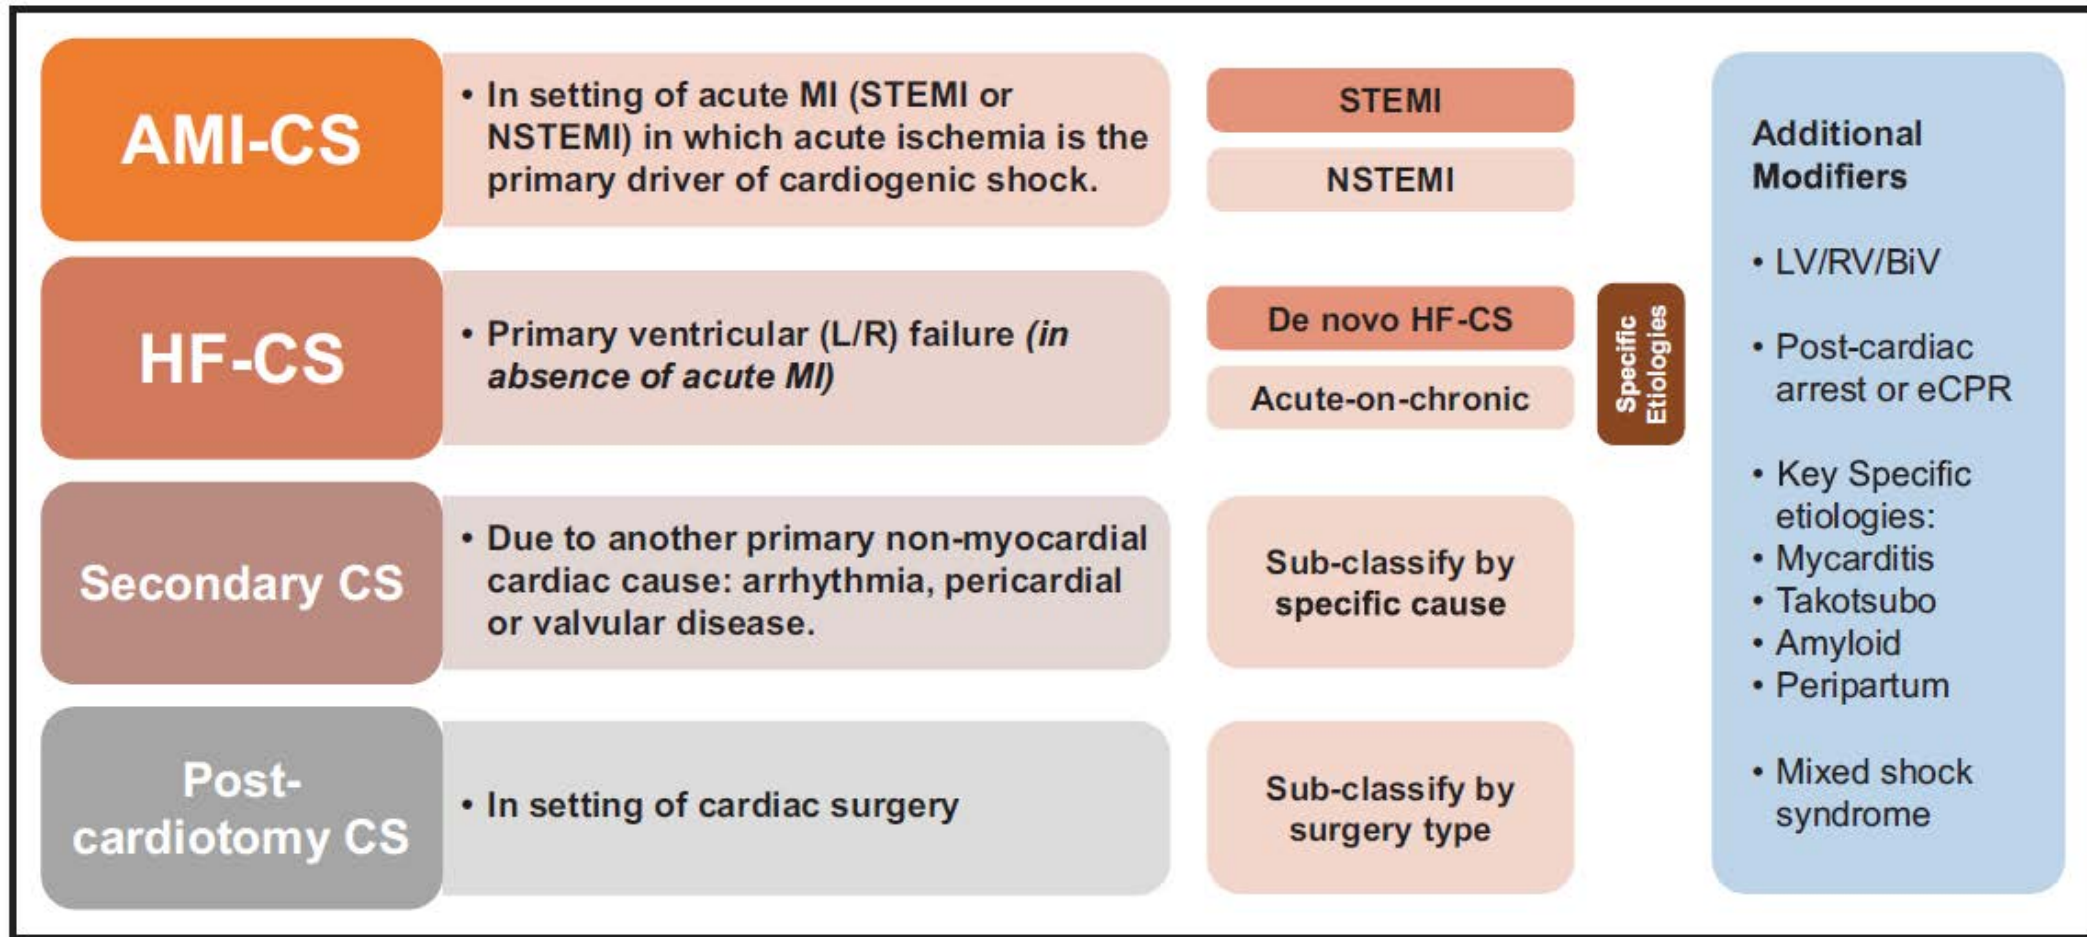 AMI-CS
• In setting of acute MI (STEMI or
NSTEMI) in which acute ischemia is the
primary driver of cardiogenic shock.
STEMI
NSTEMI
HF-CS
• Primary ventricular (L/R) failure (in
absence of acute MI)
De novo HF-CS
Acute-on-chronic
Specific
Etiologies
Secondary CS
• Due to another primary non-myocardial
cardiac cause: arrhythmia, pericardial
or valvular disease.
Sub-classify by
specific cause
Post-
cardiotomy CS
• In setting of cardiac surgery
Sub-classify by
surgery type
Additional
Modifiers
• LV/RV/BiV
• Post-cardiac
arrest or eCPR
• Key Specific
etiologies:
• Mycarditis
• Takotsubo
• Amyloid
• Peripartum
• Mixed shock
syndrome